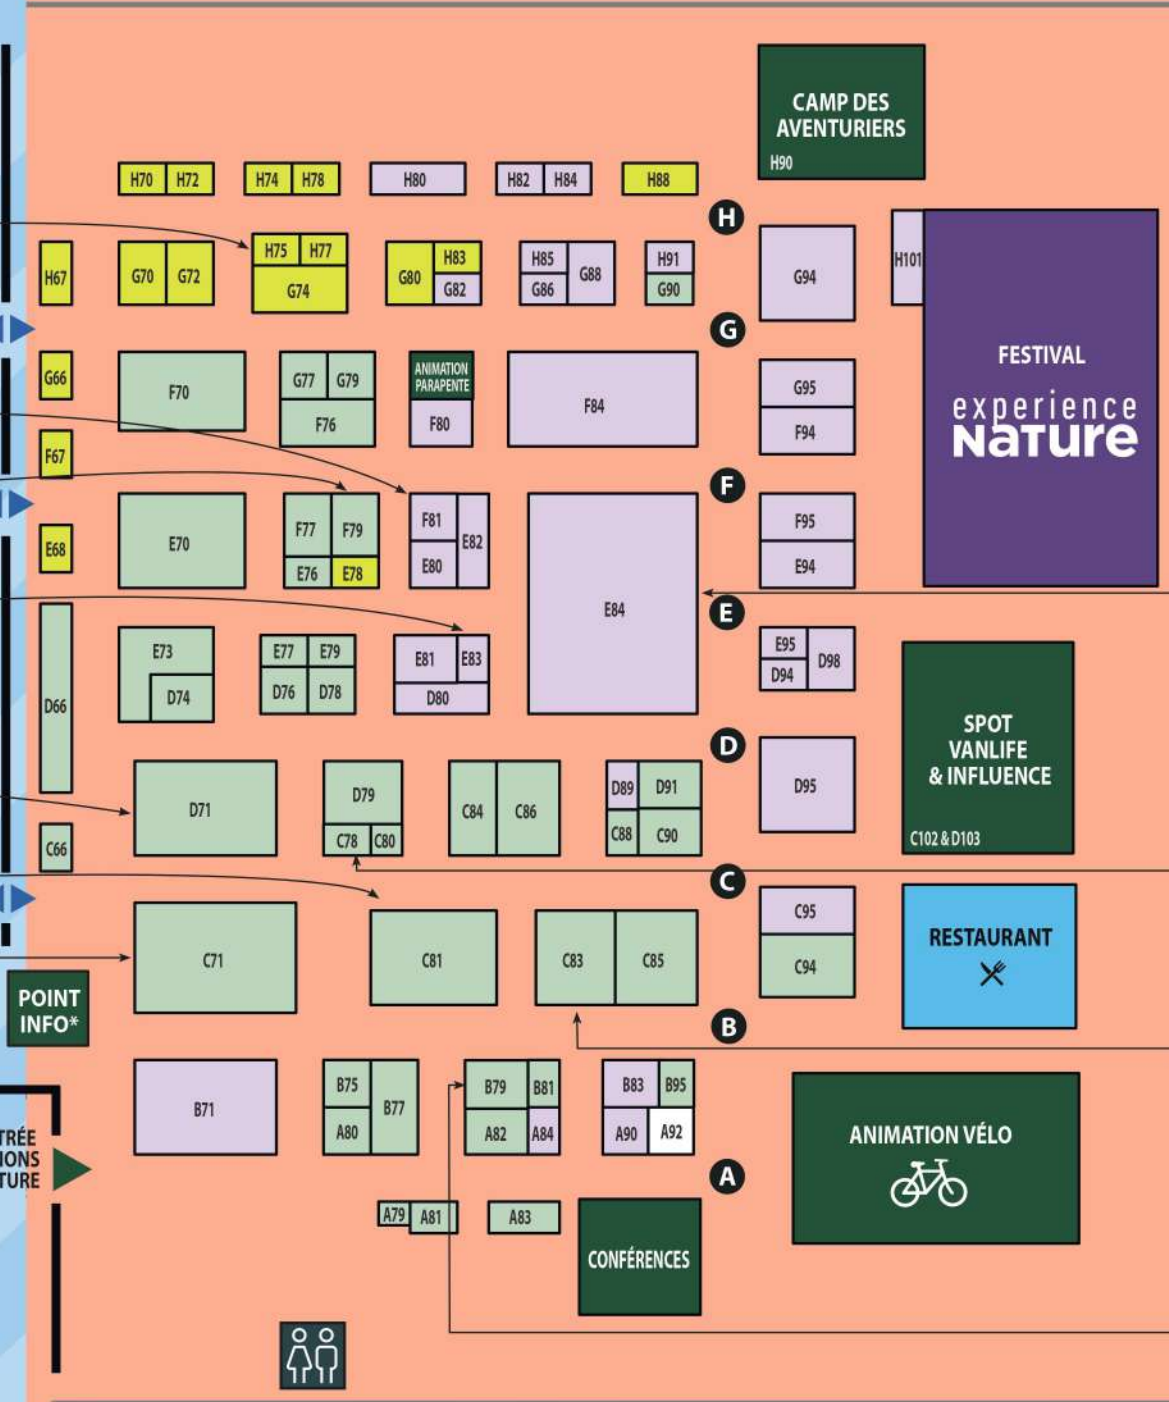 CAMP DES
AVENTURIERS
H90
H70 H72 H74 H78 H80 H82 H84 H88
H
H67 G70 G72 H75 H77 G74 G80 H83 G82 H85 G86 G88 H91 G90 G94 H101
G
G66 F70 G77 G79 F76
ANIMATION
PARAPENTE
F80 F84 G95 F94
FESTIVAL
experience
NaTure
F67
F
E68 E70 F77 F79 E76 E78 F81 E80 E82 E84 F95 E94
E
D66 E73 D74 E77 E79 D76 D78 E81 E83 D80 E95 D94 D98
SPOT
VANLIFE
& INFLUENCE
C102 & D103
D
D71 D79 C78 C80 C84 C86 D89 D91 C88 C90 D95
C66
C
C71 C81 C83 C85 C95 C94
RESTAURANT
POINT
INFO*
B
B71 B75 A80 B77 B79 B81 A82 A84 B83 B95 A90 A92
TRÉE
IONS
TURE
A
ANIMATION VÉLO
A79 A81 A83
CONFÉRENCES